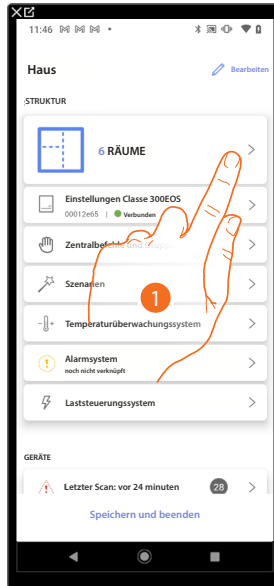 11:46
Haus
Bearbeiten
STRUKTUR
6 RÄUME
Einstellungen Classe 300EOS
00012e65 | Verbunden
Zentralbefehle und Gruppen
Szenarien
1
Temperaturüberwachungssystem
Alarmsystem
noch nicht verknüpft
Laststeuerungssystem
GERÄTE
Letzter Scan: vor 24 minuten
28
Speichern und beenden